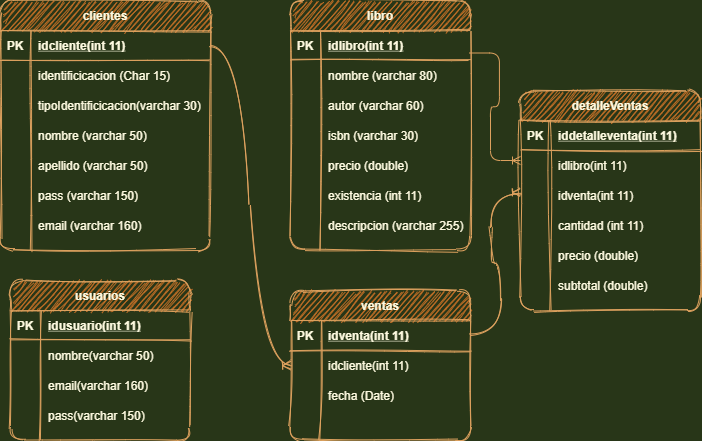 clientes
PK idcliente(int 11)
identificicacion (Char 15)
tipoIdentificicacion(varchar 30)
nombre (varchar 50)
apellido (varchar 50)
pass (varchar 150)
email (varchar 160)
libro
PK idlibro(int 11)
nombre (varchar 80)
autor (varchar 60)
isbn (varchar 30)
precio (double)
existencia (int 11)
descripcion (varchar 255)
detalleVentas
PK iddetalleventa(int 11)
idlibro(int 11)
idventa(int 11)
cantidad (int 11)
precio (double)
subtotal (double)
usuarios
PK idusuario(int 11)
nombre(varchar 50)
email(varchar 160)
pass(varchar 150)
ventas
PK idventa(int 11)
idcliente(int 11)
fecha (Date)